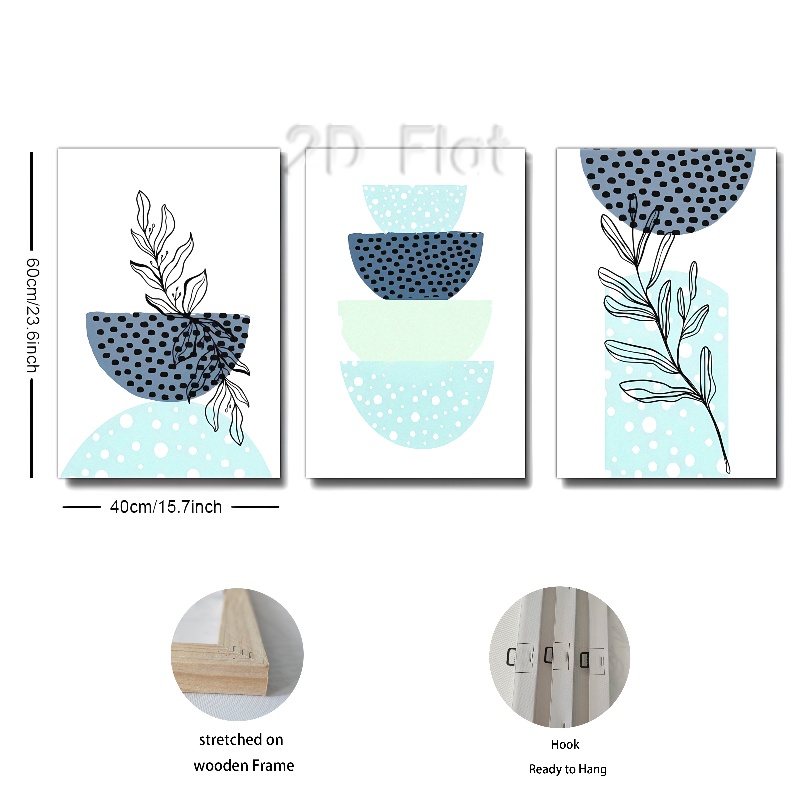 2D Flat
60cm/23.6inch
40cm/15.7inch
stretched on
wooden Frame
Hook
Ready to Hang